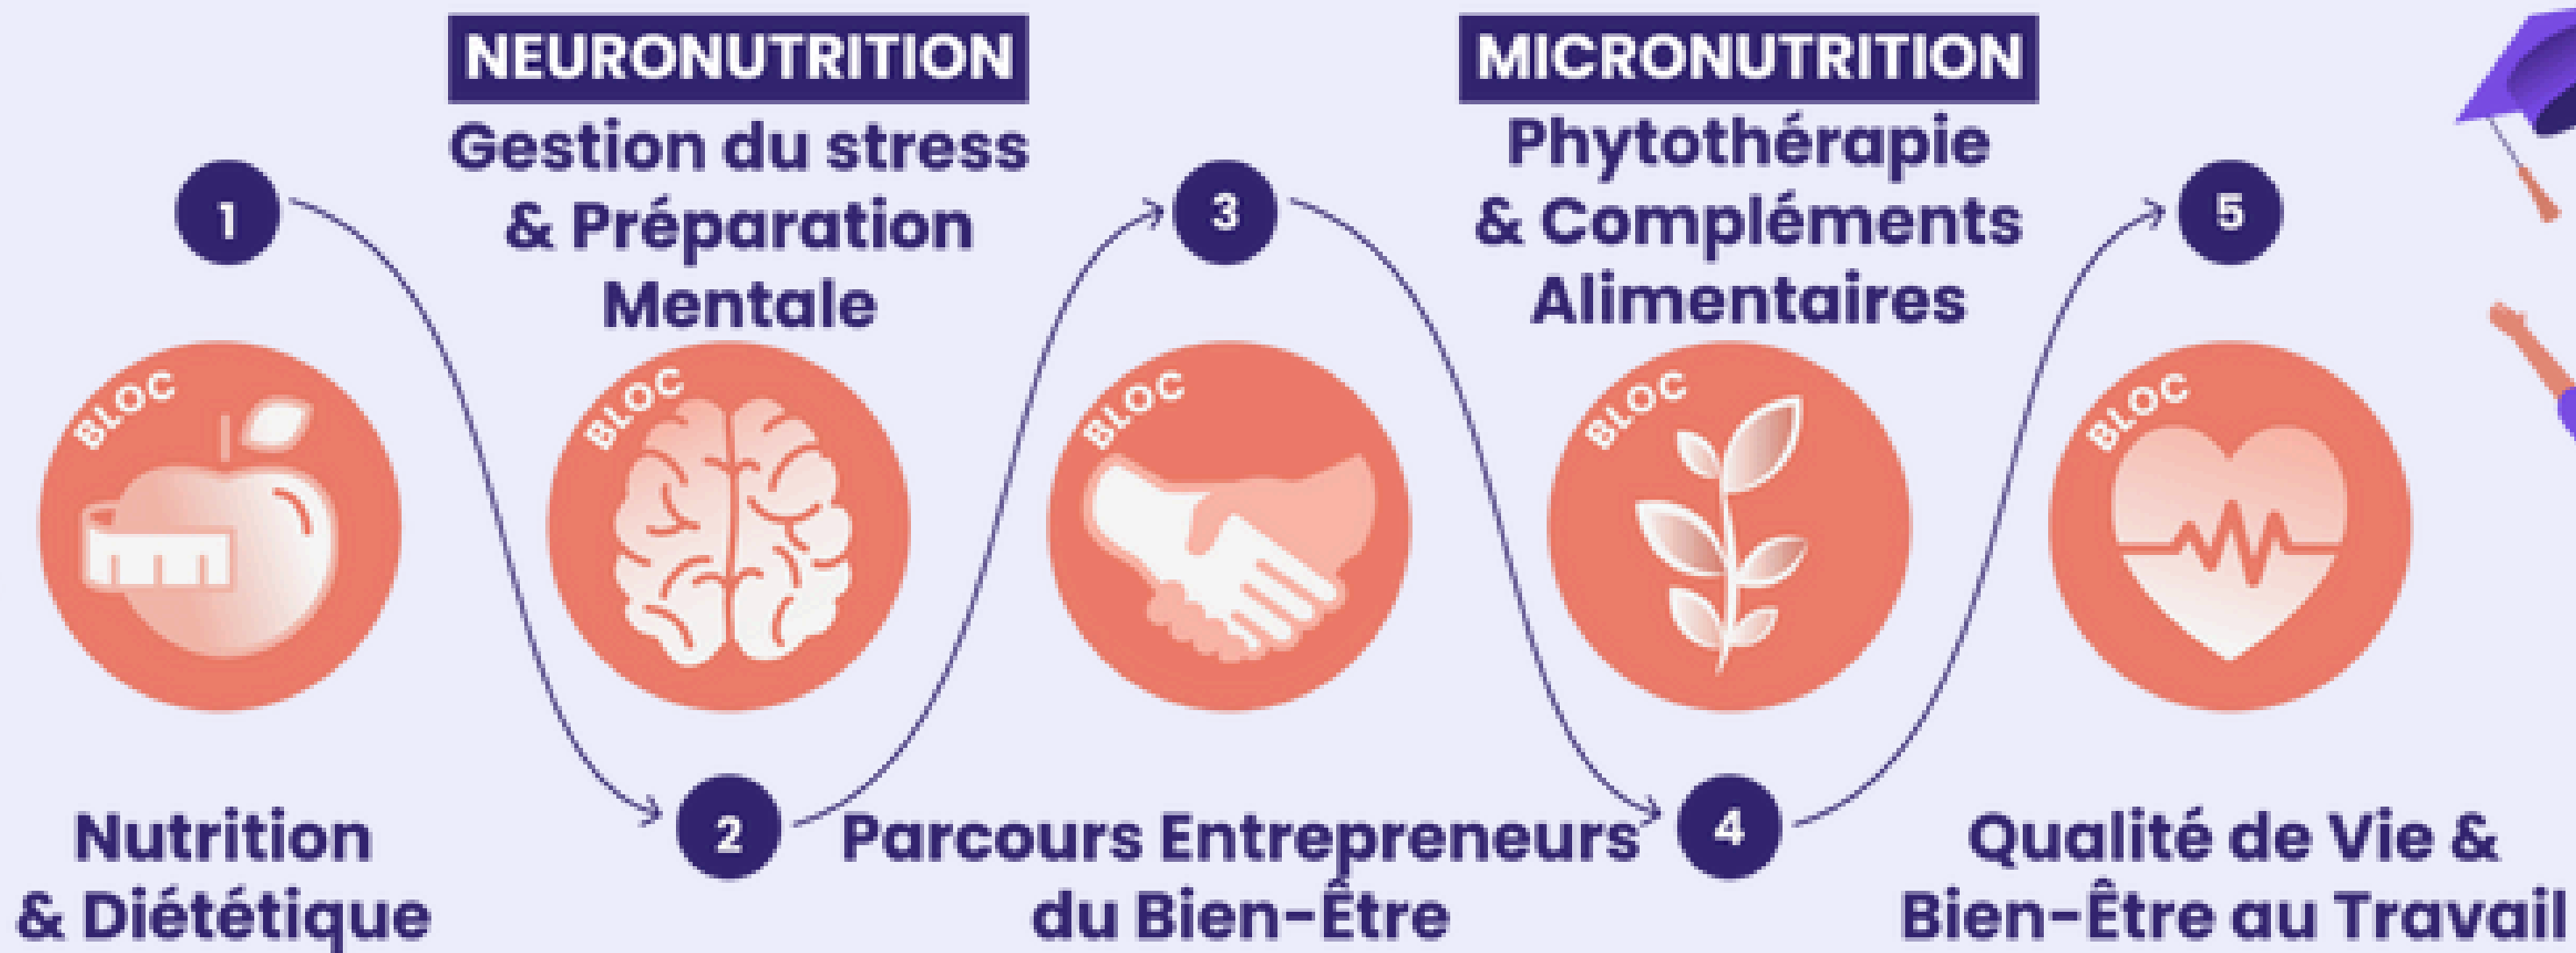 1
BLOC
Nutrition
& Diététique
NEURONUTRITION
Gestion du stress
& Préparation
Mentale
BLOC
2
3
BLOC
Parcours Entrepreneurs
du Bien-Être
MICRONUTRITION
Phytothérapie
& Compléments
Alimentaires
BLOC
4
5
BLOC
Qualité de Vie &
Bien-Être au Travail